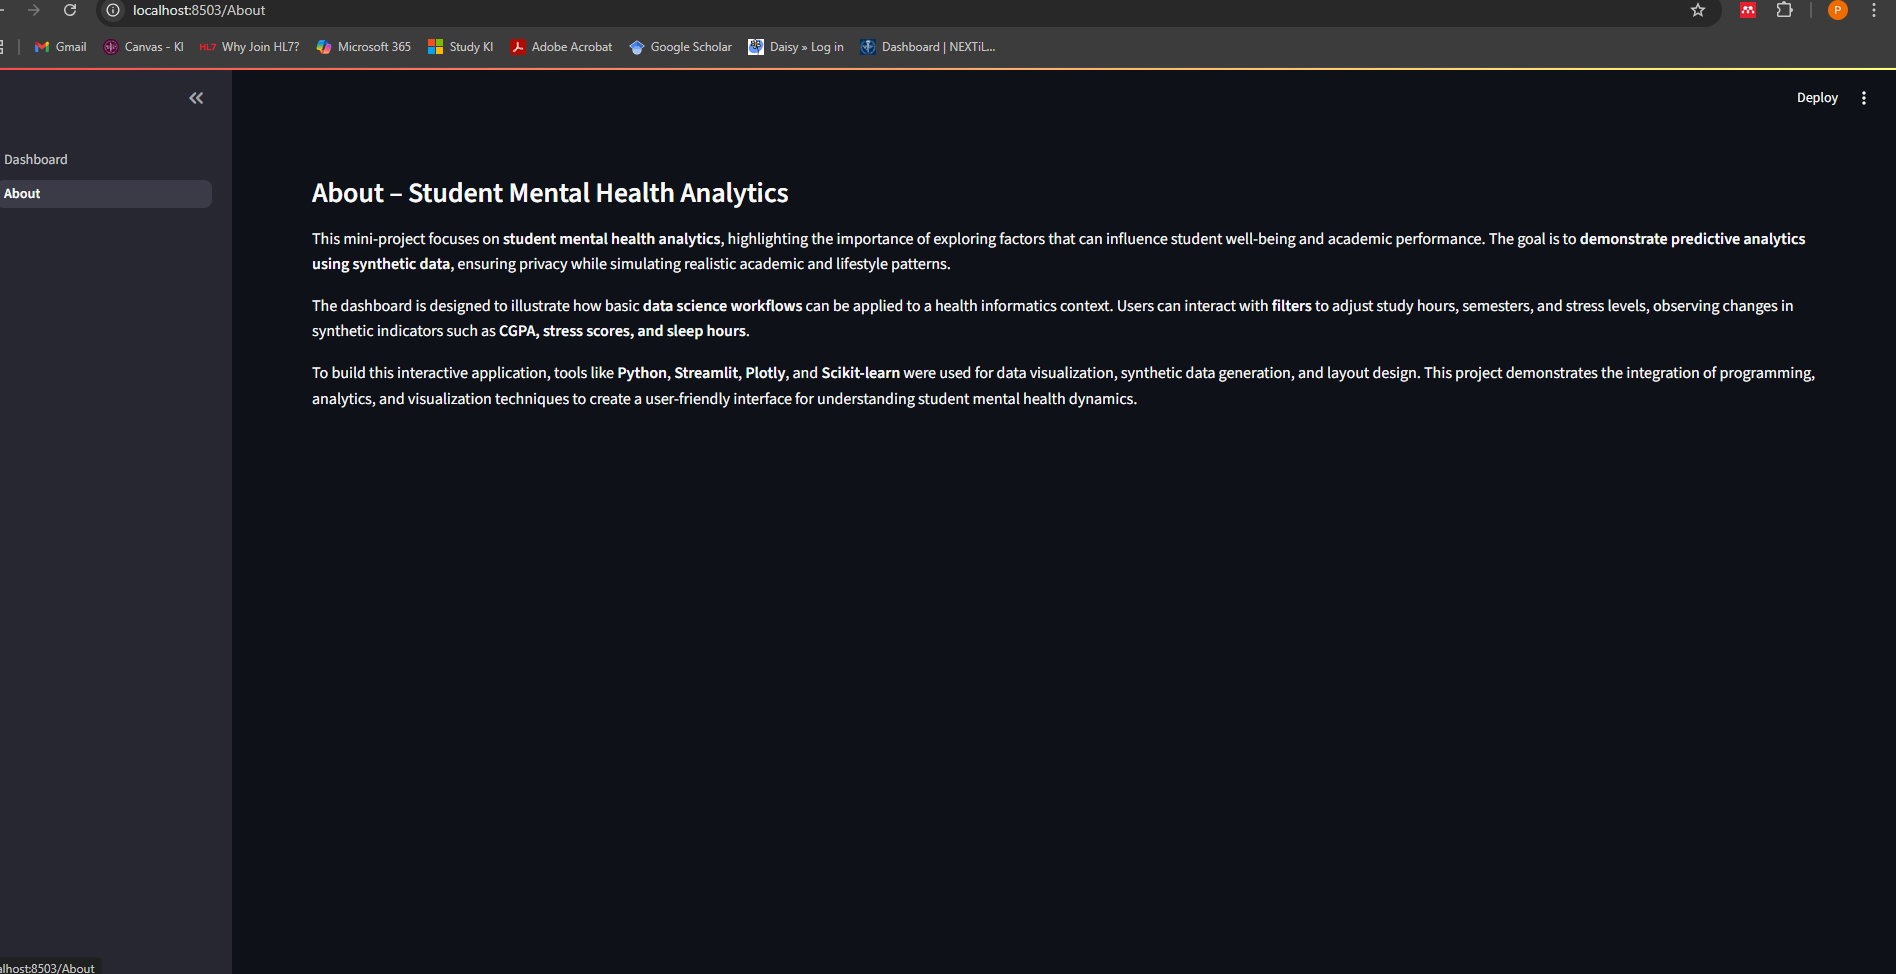 localhost:8503/About
P
Gmail
Canvas - KI
HL7 Why Join HL7?
Microsoft 365
Study KI
Adobe Acrobat
Google Scholar
Daisy » Log in
Dashboard | NEXTiL...
Deploy
Dashboard
About
About – Student Mental Health Analytics
This mini-project focuses on student mental health analytics, highlighting the importance of exploring factors that can influence student well-being and academic performance. The goal is to demonstrate predictive analytics
using synthetic data, ensuring privacy while simulating realistic academic and lifestyle patterns.
The dashboard is designed to illustrate how basic data science workflows can be applied to a health informatics context. Users can interact with filters to adjust study hours, semesters, and stress levels, observing changes in
synthetic indicators such as CGPA, stress scores, and sleep hours.
To build this interactive application, tools like Python, Streamlit, Plotly, and Scikit-learn were used for data visualization, synthetic data generation, and layout design. This project demonstrates the integration of programming,
analytics, and visualization techniques to create a user-friendly interface for understanding student mental health dynamics.
alhost:8503/About